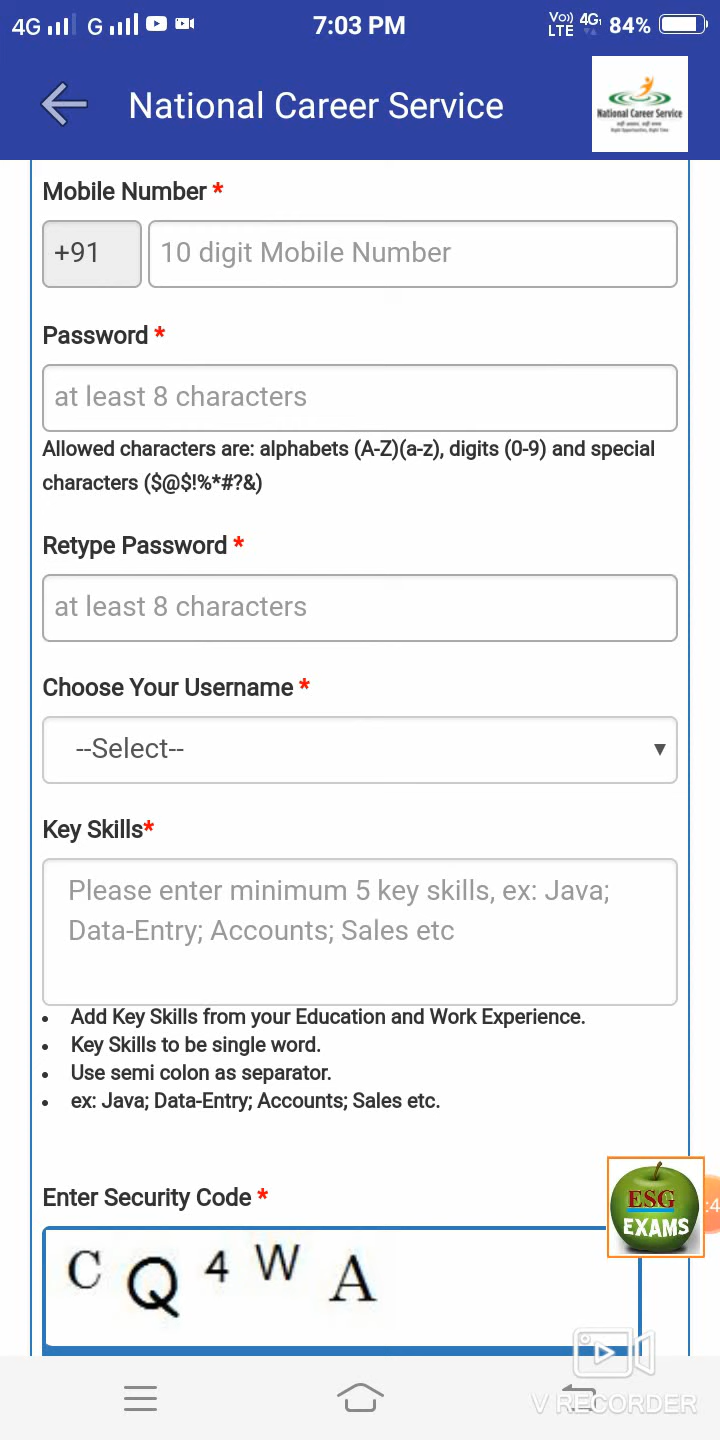 4G G 7:03 PM Vo)) LTE 4G 84%
National Career Service
National Career Service
Mobile Number *
+91 10 digit Mobile Number
Password *
at least 8 characters
Allowed characters are: alphabets (A-Z)(a-z), digits (0-9) and special
characters ($@$!%*#?&)
Retype Password *
at least 8 characters
Choose Your Username *
--Select--
Key Skills*
Please enter minimum 5 key skills, ex: Java;
Data-Entry; Accounts; Sales etc
• Add Key Skills from your Education and Work Experience.
• Key Skills to be single word.
• Use semi colon as separator.
• ex: Java; Data-Entry; Accounts; Sales etc.
Enter Security Code *
ESG
EXAMS
:4
C Q 4 W A
V RECORDER